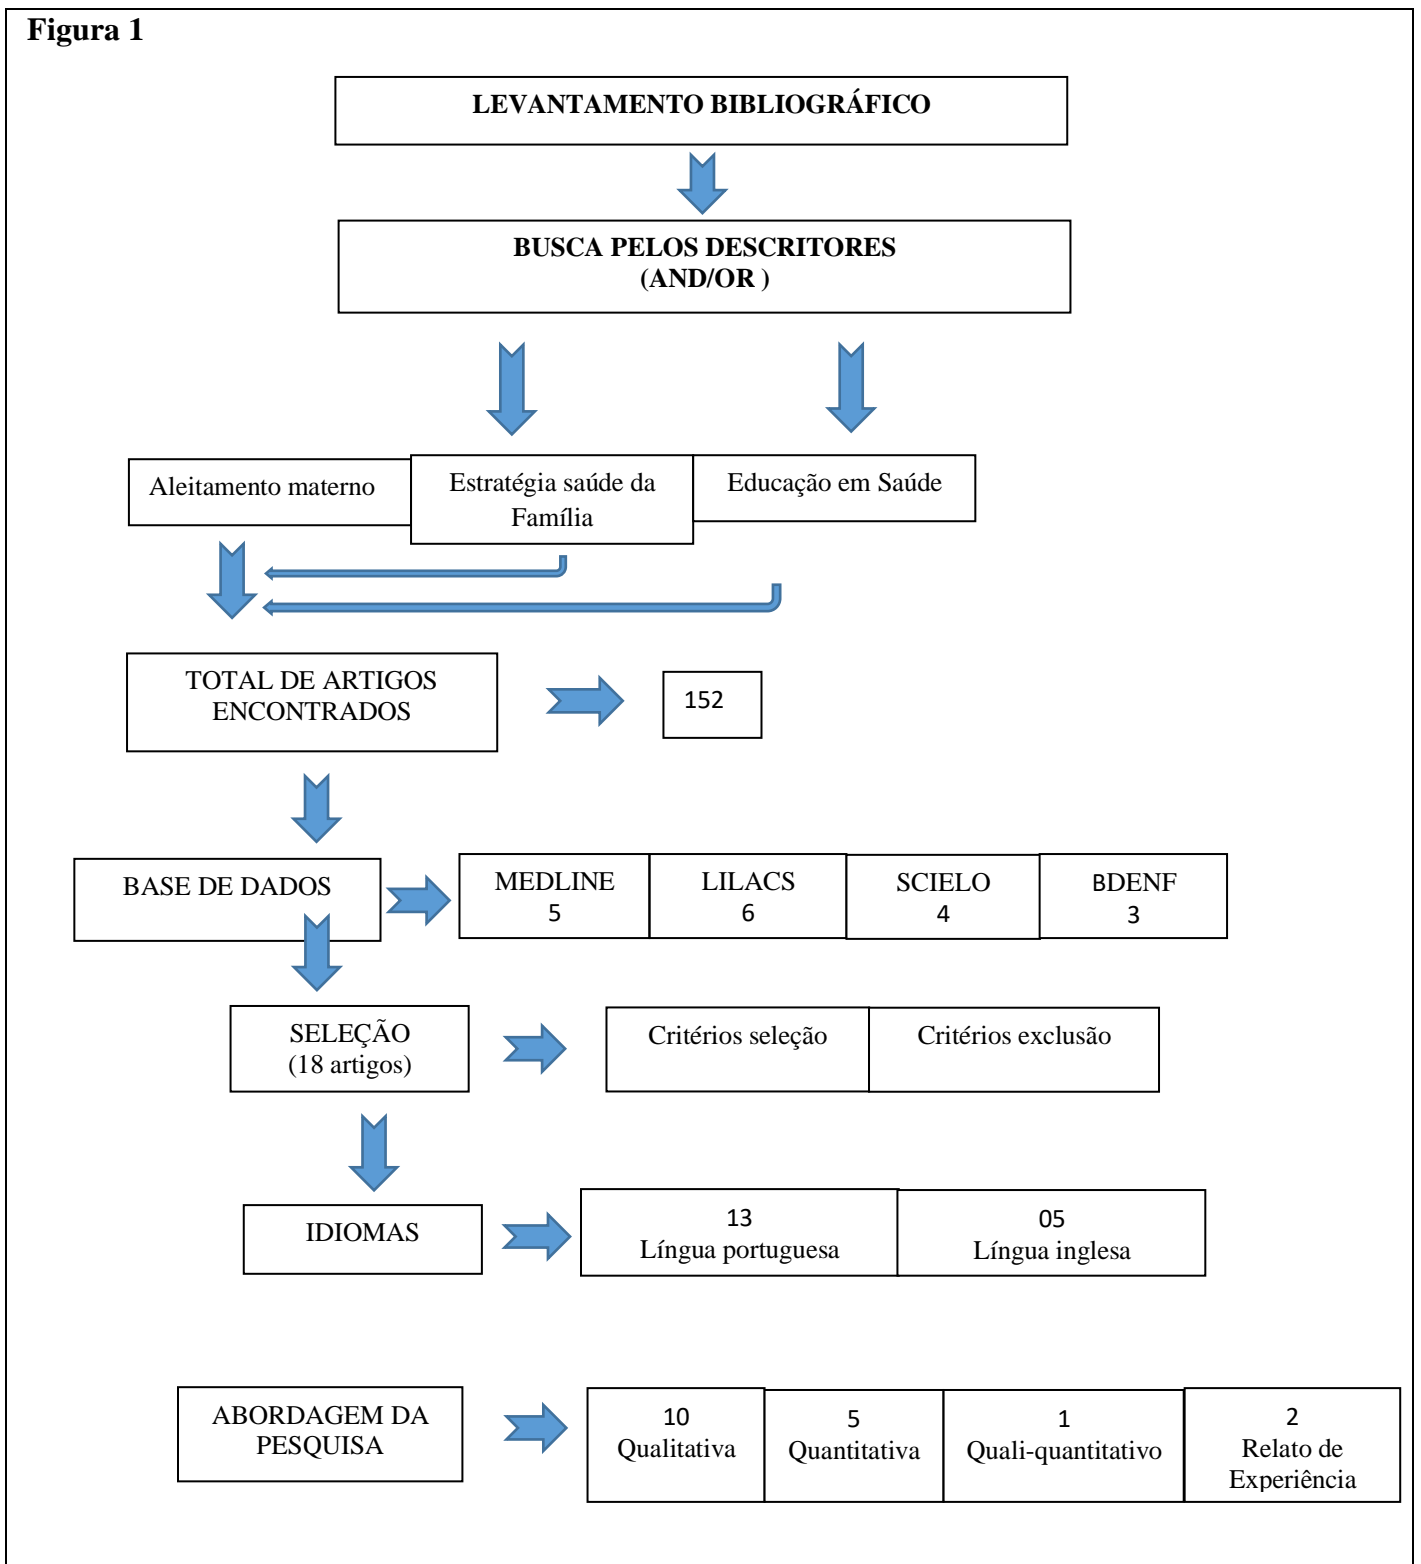 Figura 1
LEVANTAMENTO BIBLIOGRÁFICO
BUSCA PELOS DESCRITORES
(AND/OR )
Aleitamento materno
Estratégia saúde da
Família
Educação em Saúde
TOTAL DE ARTIGOS
ENCONTRADOS
152
BASE DE DADOS
MEDLINE
5
LILACS
6
SCIELO
4
BDENF
3
SELEÇÃO
(18 artigos)
Critérios seleção
Critérios exclusão
IDIOMAS
13
Língua portuguesa
05
Língua inglesa
ABORDAGEM DA
PESQUISA
10
Qualitativa
5
Quantitativa
1
Quali-quantitativo
2
Relato de
Experiência